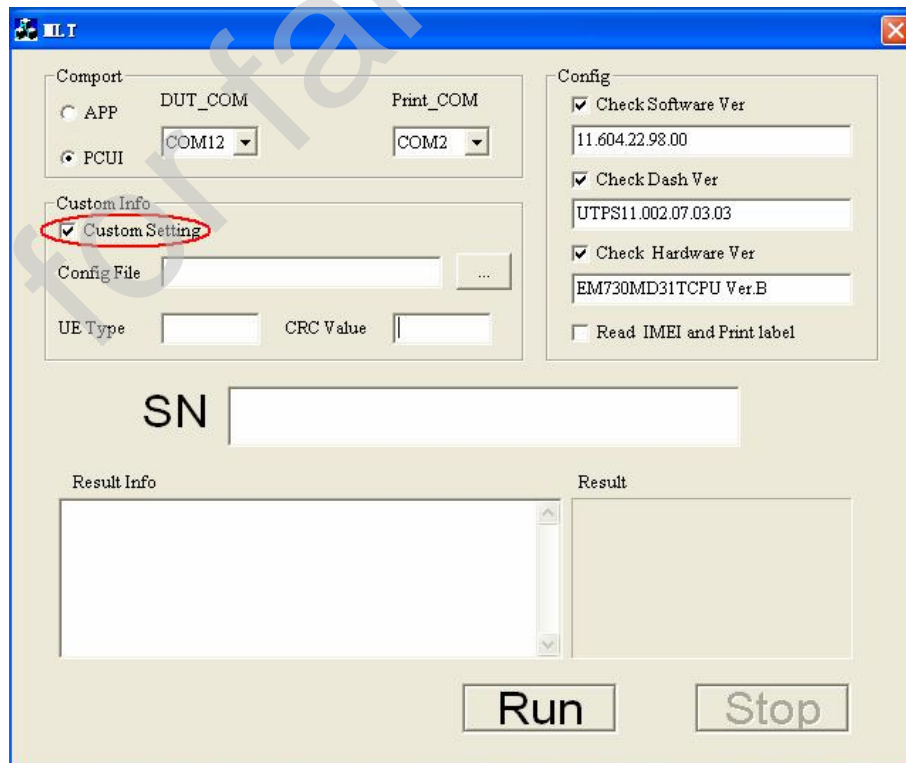 MLT
Comport
APP
DUT_COM
Print_COM
COM12
COM2
PCUI
Custom Info
Custom Setting
Config File
...
UE Type
CRC Value
Config
Check Software Ver
11.604.22.98.00
Check Dash Ver
UTPS11.002.07.03.03
Check Hardware Ver
EM730MD31TCPU Ver.B
Read IMEI and Print label
SN
Result Info
Result
Run
Stop
for